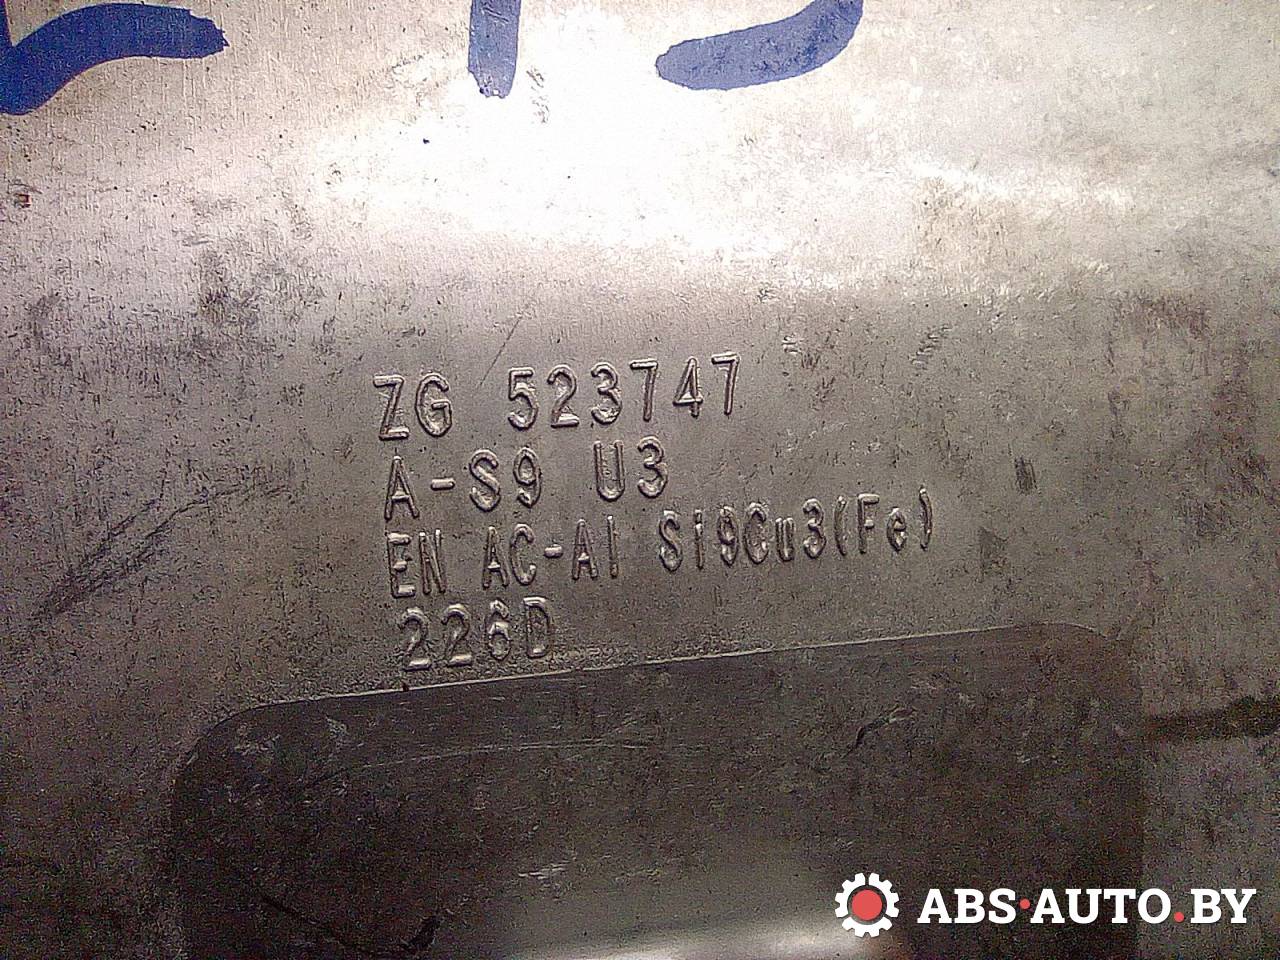 ZG 523747
A-S9 U3
EN AC-Al Si9Cu3(Fe)
226D
ABS·AUTO.BY